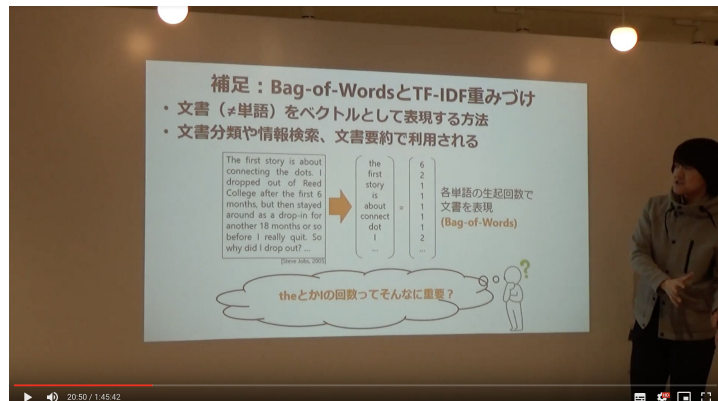 補足：Bag-of-WordsとTF-IDF重みづけ
• 文書（≠単語）をベクトルとして表現する方法
• 文書分類や情報検索、文書要約で利用される
The first story is about
connecting the dots. I
dropped out of Reed
College after the first 6
months, but then stayed
around as a drop-in for
another 18 months or so
before I really quit. So
why did I drop out? ...
[Steve Jobs, 2005]
the
first
story
is
about
connect
dot
I
...
=
6
2
1
1
1
1
1
2
...
各単語の生起回数で
文書を表現
(Bag-of-Words)
theとかIの回数ってそんなに重要？
?
20:50 / 1:45:42